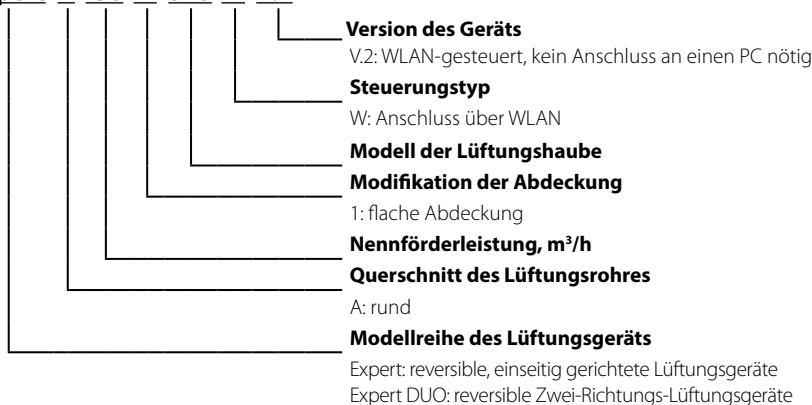 Version des Geräts
V.2: WLAN-gesteuert, kein Anschluss an einen PC nötig
Steuerungstyp
W: Anschluss über WLAN
Modell der Lüftungshaube
Modifikation der Abdeckung
1: flache Abdeckung
Nennförderleistung, m³/h
Querschnitt des Lüftungsrohres
A: rund
Modellreihe des Lüftungsgeräts
Expert: reversible, einseitig gerichtete Lüftungsgeräte
Expert DUO: reversible Zwei-Richtungs-Lüftungsgeräte